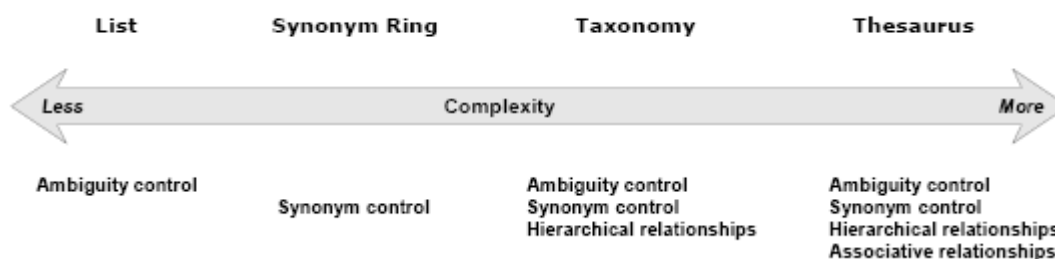 List Synonym Ring Taxonomy Thesaurus
Less Complexity More
Ambiguity control Ambiguity control Ambiguity control
Synonym control Synonym control Synonym control
Hierarchical relationships Hierarchical relationships
Associative relationships